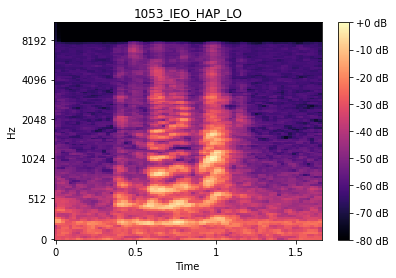 1053_IEO_HAP_LO
+0 dB
8192
-10 dB
4096
-20 dB
-30 dB
2048
Hz
-40 dB
1024
-50 dB
512
-60 dB
-70 dB
0
-80 dB
0
0.5
1
1.5
Time